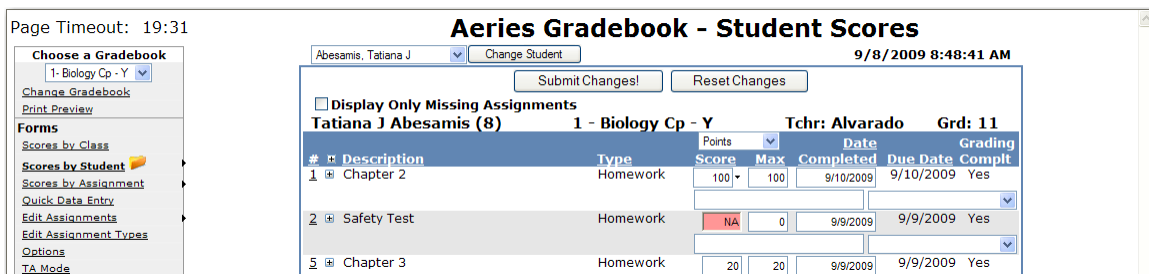 Page Timeout: 19:31
Aeries Gradebook - Student Scores
Choose a Gradebook
1- Biology Cp - Y
Change Gradebook
Print Preview
Forms
Scores by Class
Scores by Student
Scores by Assignment
Quick Data Entry
Edit Assignments
Edit Assignment Types
Options
TA Mode
Abesamis, Tatiana J Change Student 9/8/2009 8:48:41 AM
Submit Changes! Reset Changes
Display Only Missing Assignments
Tatiana J Abesamis (8) 1 - Biology Cp - Y Tchr: Alvarado Grd: 11
Points Date Grading
# Description Type Score Max Completed Due Date Complt
1 Chapter 2 Homework 100 100 9/10/2009 9/10/2009 Yes
2 Safety Test Homework NA 0 9/9/2009 9/9/2009 Yes
5 Chapter 3 Homework 20 20 9/9/2009 9/9/2009 Yes